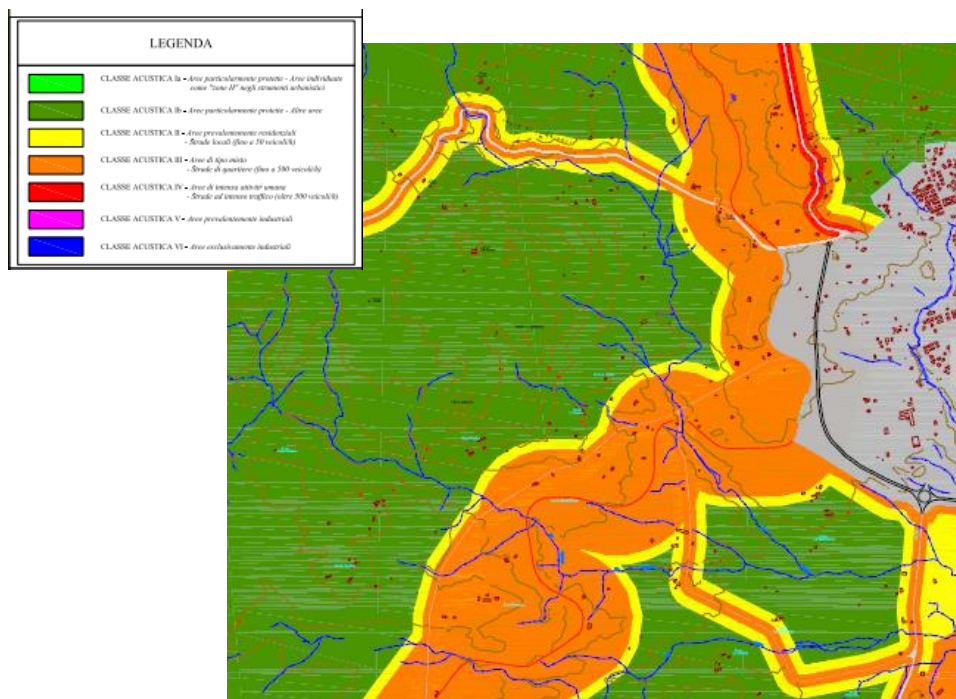 LEGENDA
CLASSE ACUSTICA Ia - Aree particolarmente protette - Aree individuate
come "zone H" negli strumenti urbanistici
CLASSE ACUSTICA Ib - Aree particolarmente protette - Altre aree
CLASSE ACUSTICA II - Aree prevalentemente residenziali
- Strade locali (fino a 50 veicoli/h)
CLASSE ACUSTICA III - Aree di tipo misto
- Strade di quartiere (fino a 500 veicoli/h)
CLASSE ACUSTICA IV - Aree di intensa attivita' umana
- Strade ad intenso traffico (oltre 500 veicoli/h)
CLASSE ACUSTICA V - Aree prevalentemente industriali
CLASSE ACUSTICA VI - Aree esclusivamente industriali